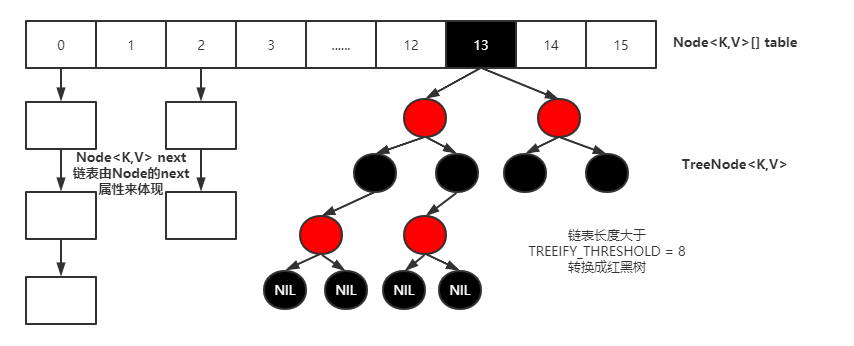 0 1 2 3 ...... 12 13 14 15
Node<K,V>[] table
Node<K,V> next
链表由Node的next
属性来体现
TreeNode<K,V>
链表长度大于
TREEIFY_THRESHOLD = 8
转换成红黑树
NIL NIL NIL NIL